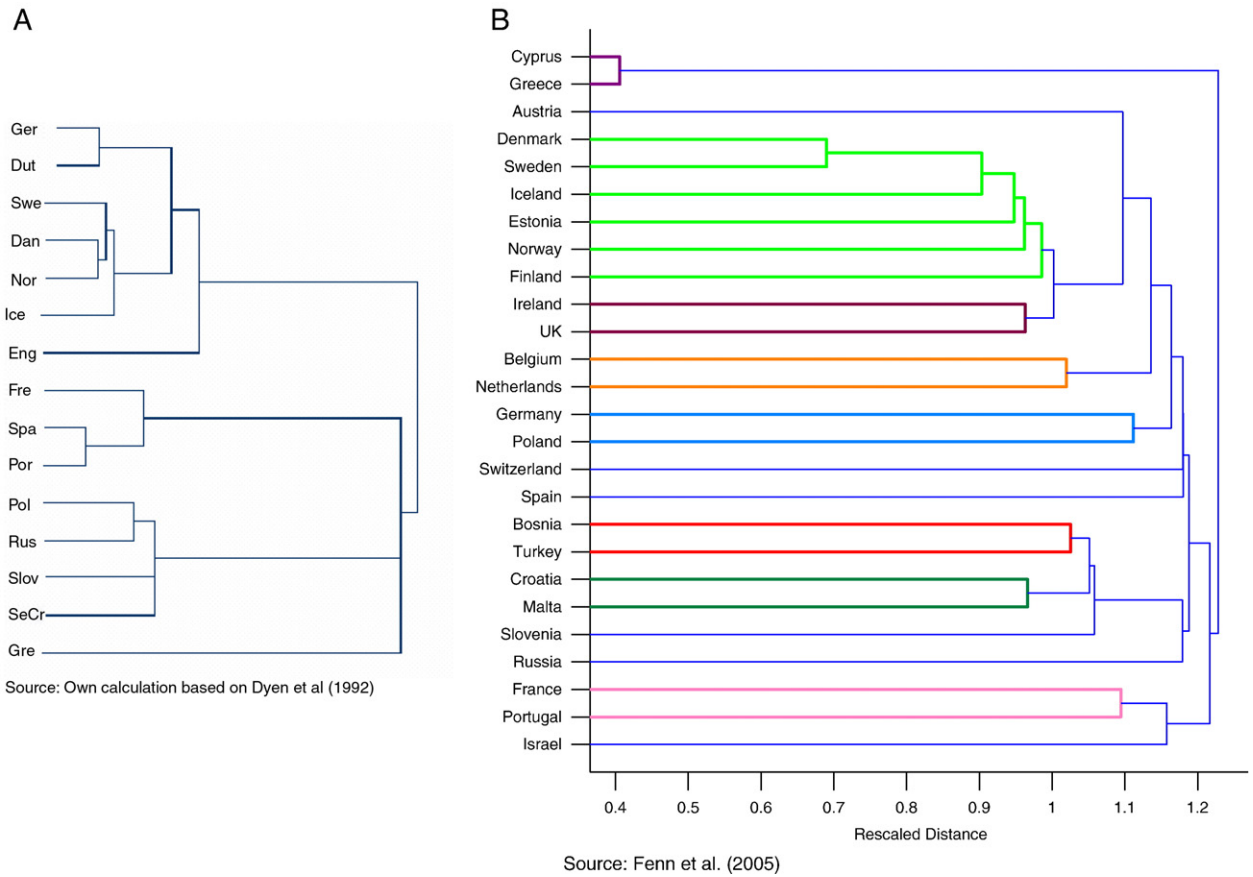 A
Ger
Dut
Swe
Dan
Nor
Ice
Eng
Fre
Spa
Por
Pol
Rus
Slov
SeCr
Gre
Source: Own calculation based on Dyen et al (1992)
B
Cyprus
Greece
Austria
Denmark
Sweden
Iceland
Estonia
Norway
Finland
Ireland
UK
Belgium
Netherlands
Germany
Poland
Switzerland
Spain
Bosnia
Turkey
Croatia
Malta
Slovenia
Russia
France
Portugal
Israel
0.4 0.5 0.6 0.7 0.8 0.9 1 1.1 1.2
Rescaled Distance
Source: Fenn et al. (2005)